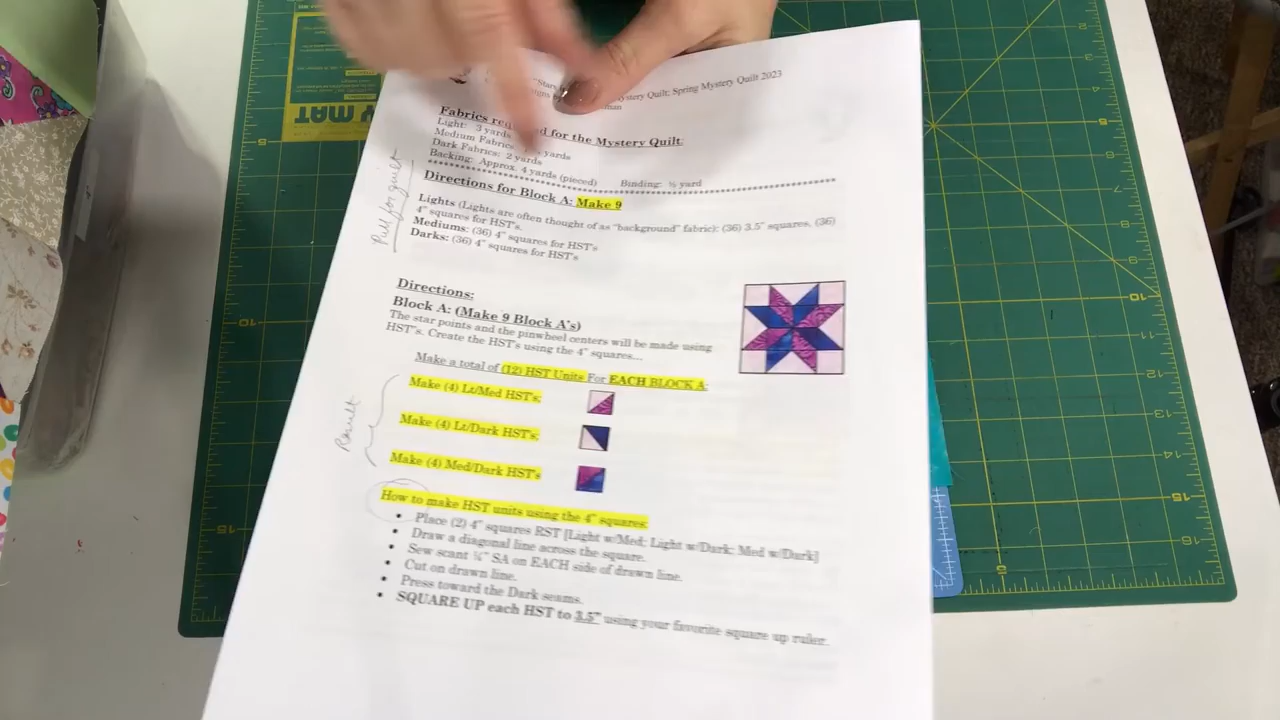 Mystery Quilt: Spring Mystery Quilt 2023
Fabrics for the Mystery Quilt:
Light: 3 yards
Medium Fabrics yards
Dark Fabrics: 2 yards
Backing: Approx. 4 yards (pieced) Binding: ½ yard
Pull for quilt
Directions for Block A: Make 9
Lights (Lights are often thought of as "background" fabric): (36) 3.5" squares, (36)
4" squares for HST's.
Mediums: (36) 4" squares for HST's
Darks: (36) 4" squares for HST's
Directions:
Block A: (Make 9 Block A's)
The star points and the pinwheel centers will be made using
HST's. Create the HST's using the 4" squares...
Make a total of (12) HST Units For EACH BLOCK A:
Make (4) Lt/Med HST's:
Make (4) Lt/Dark HST's:
Make (4) Med/Dark HST's
Result
How to make HST units using the 4" squares:
• Place (2) 4" squares RST [Light w/Med; Light w/Dark; Med w/Dark]
• Draw a diagonal line across the square.
• Sew scant ¼" SA on EACH side of drawn line.
• Cut on drawn line.
• Press toward the Dark seams.
• SQUARE UP each HST to 3.5" using your favorite square up ruler.